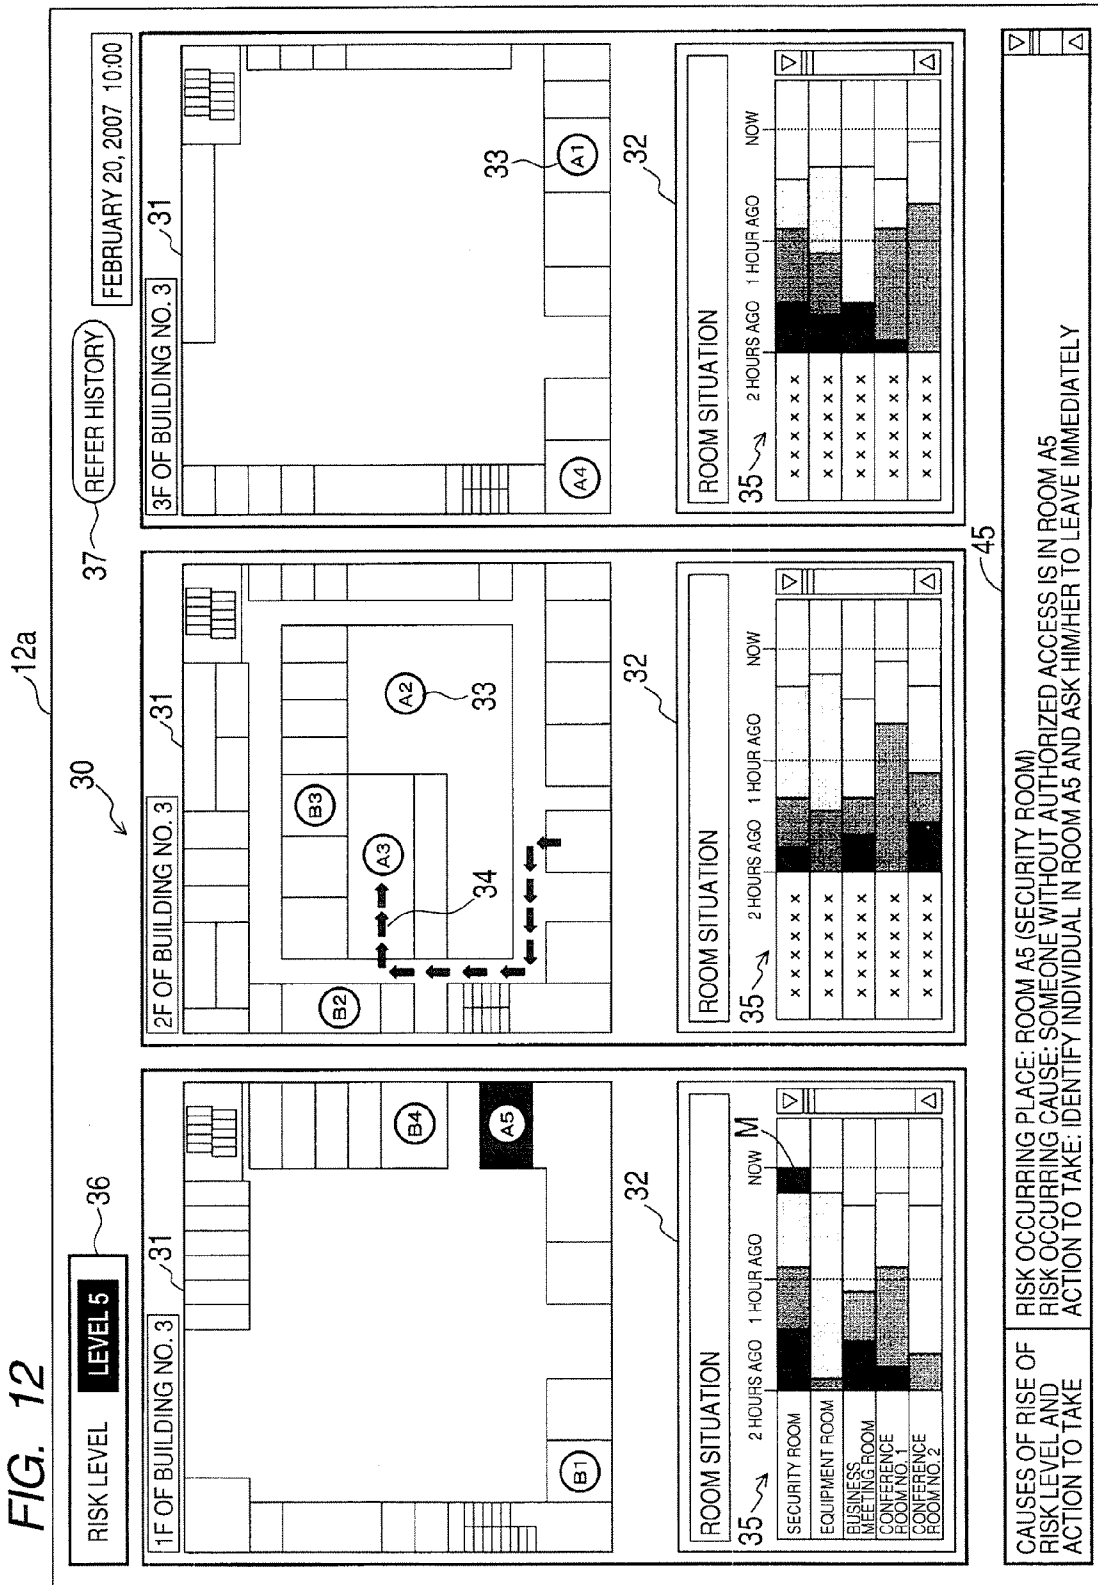 FIG. 12
12a
30
RISK LEVEL LEVEL 5
36
37
REFER HISTORY
FEBRUARY 20, 2007 10:00
1F OF BUILDING NO. 3
31
B4
A5
B1
32
ROOM SITUATION
35
2 HOURS AGO 1 HOUR AGO NOW
M
SECURITY ROOM
EQUIPMENT ROOM
BUSINESS
MEETING ROOM
CONFERENCE
ROOM NO. 1
CONFERENCE
ROOM NO. 2
2F OF BUILDING NO. 3
31
B3
A2
33
B2
A3
34
32
ROOM SITUATION
35
2 HOURS AGO 1 HOUR AGO NOW
x x x x x
x x x x x
x x x x x
x x x x x
x x x x x
3F OF BUILDING NO. 3
31
33
A1
A4
32
ROOM SITUATION
35
2 HOURS AGO 1 HOUR AGO NOW
x x x x x
x x x x x
x x x x x
x x x x x
x x x x x
45
CAUSES OF RISE OF
RISK LEVEL AND
ACTION TO TAKE
RISK OCCURRING PLACE: ROOM A5 (SECURITY ROOM)
RISK OCCURRING CAUSE: SOMEONE WITHOUT AUTHORIZED ACCESS IS IN ROOM A5
ACTION TO TAKE: IDENTIFY INDIVIDUAL IN ROOM A5 AND ASK HIM/HER TO LEAVE IMMEDIATELY